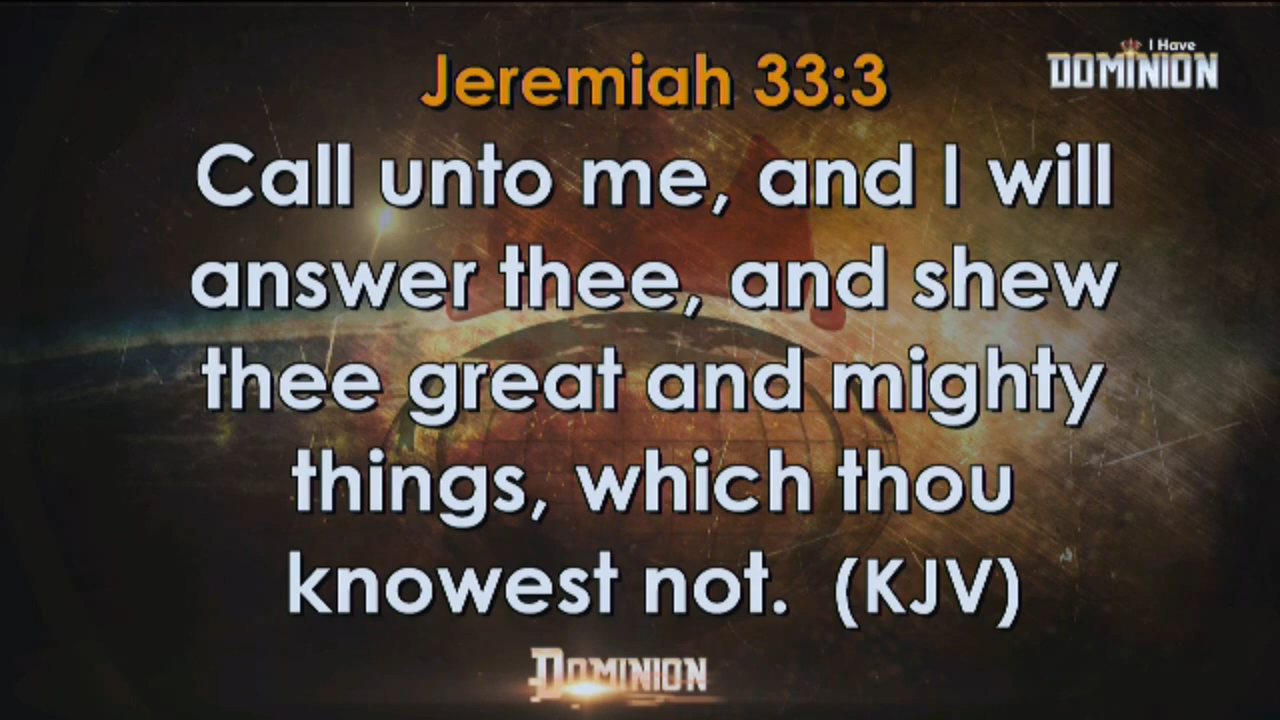 I Have
DOMINION
Jeremiah 33:3
Call unto me, and I will
answer thee, and shew
thee great and mighty
things, which thou
knowest not. (KJV)
DOMINION